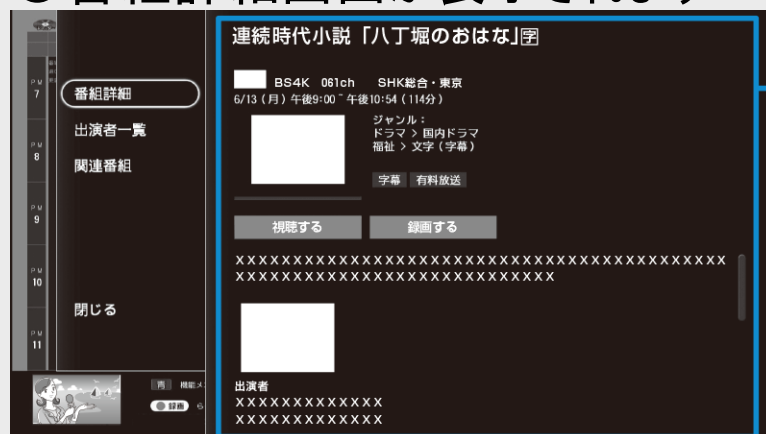 番組詳細画面が表示されます
連続時代小説「八丁堀のおはな」字
BS4K 061ch SHK総合・東京
6/13(月)午後9:00~午後10:54(114分)
ジャンル:
ドラマ > 国内ドラマ
福祉 > 文字(字幕)
字幕 有料放送
視聴する 録画する
XXXXXXXXXXXXXXXXXXXXXXXXXXXXXXXXXXXXXXXXXX
XXXXXXXXXXXXXXXXXXXXXXXXXXX
出演者
XXXXXXXXXXXXX
XXXXXXXXXXXXX
番組詳細
出演者一覧
関連番組
閉じる
PM
7
PM
8
PM
9
PM
10
PM
11
青 機能メ
録画